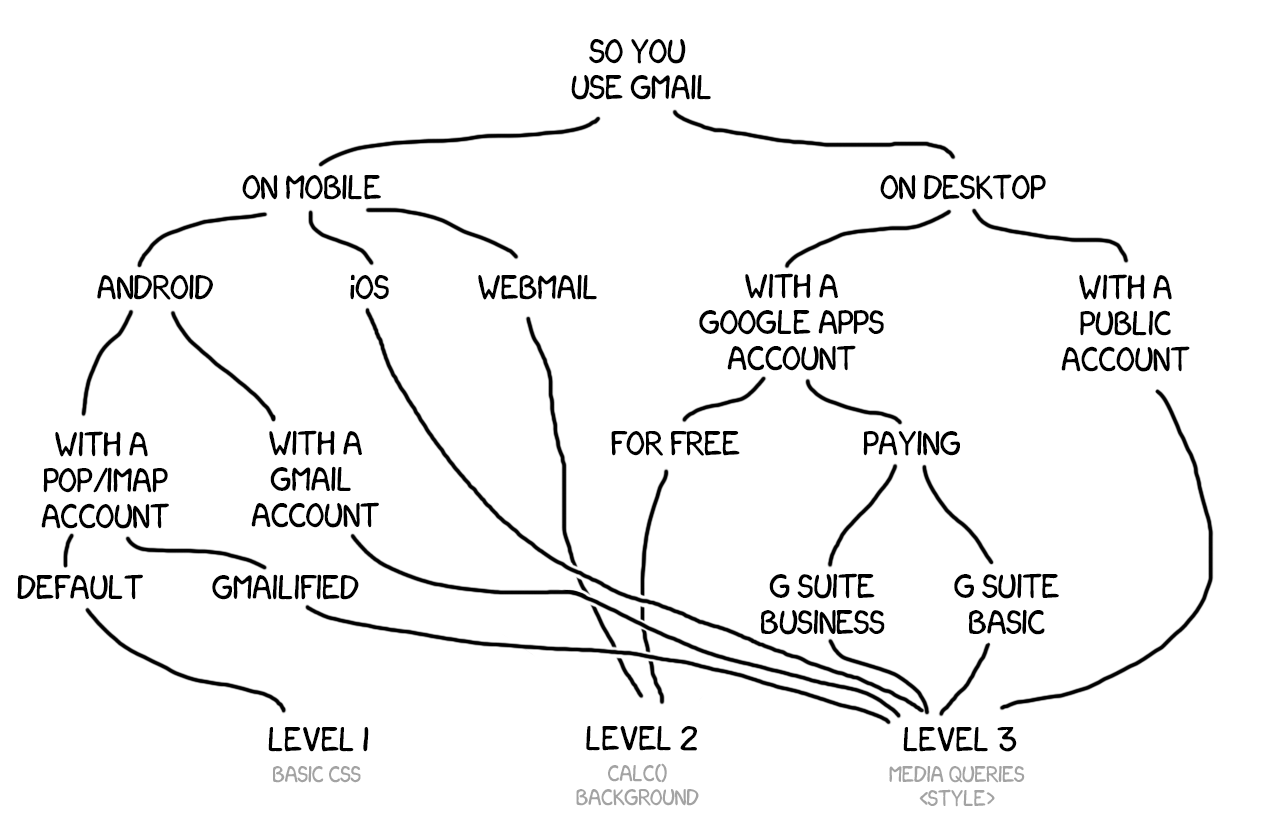 SO YOU
USE GMAIL
ON MOBILE
ON DESKTOP
ANDROID
iOS
WEBMAIL
WITH A
GOOGLE APPS
ACCOUNT
WITH A
PUBLIC
ACCOUNT
WITH A
POP/IMAP
ACCOUNT
WITH A
GMAIL
ACCOUNT
FOR FREE
PAYING
DEFAULT
GMAILIFIED
G SUITE
BUSINESS
G SUITE
BASIC
LEVEL 1
BASIC CSS
LEVEL 2
CALC()
BACKGROUND
LEVEL 3
MEDIA QUERIES
<STYLE>